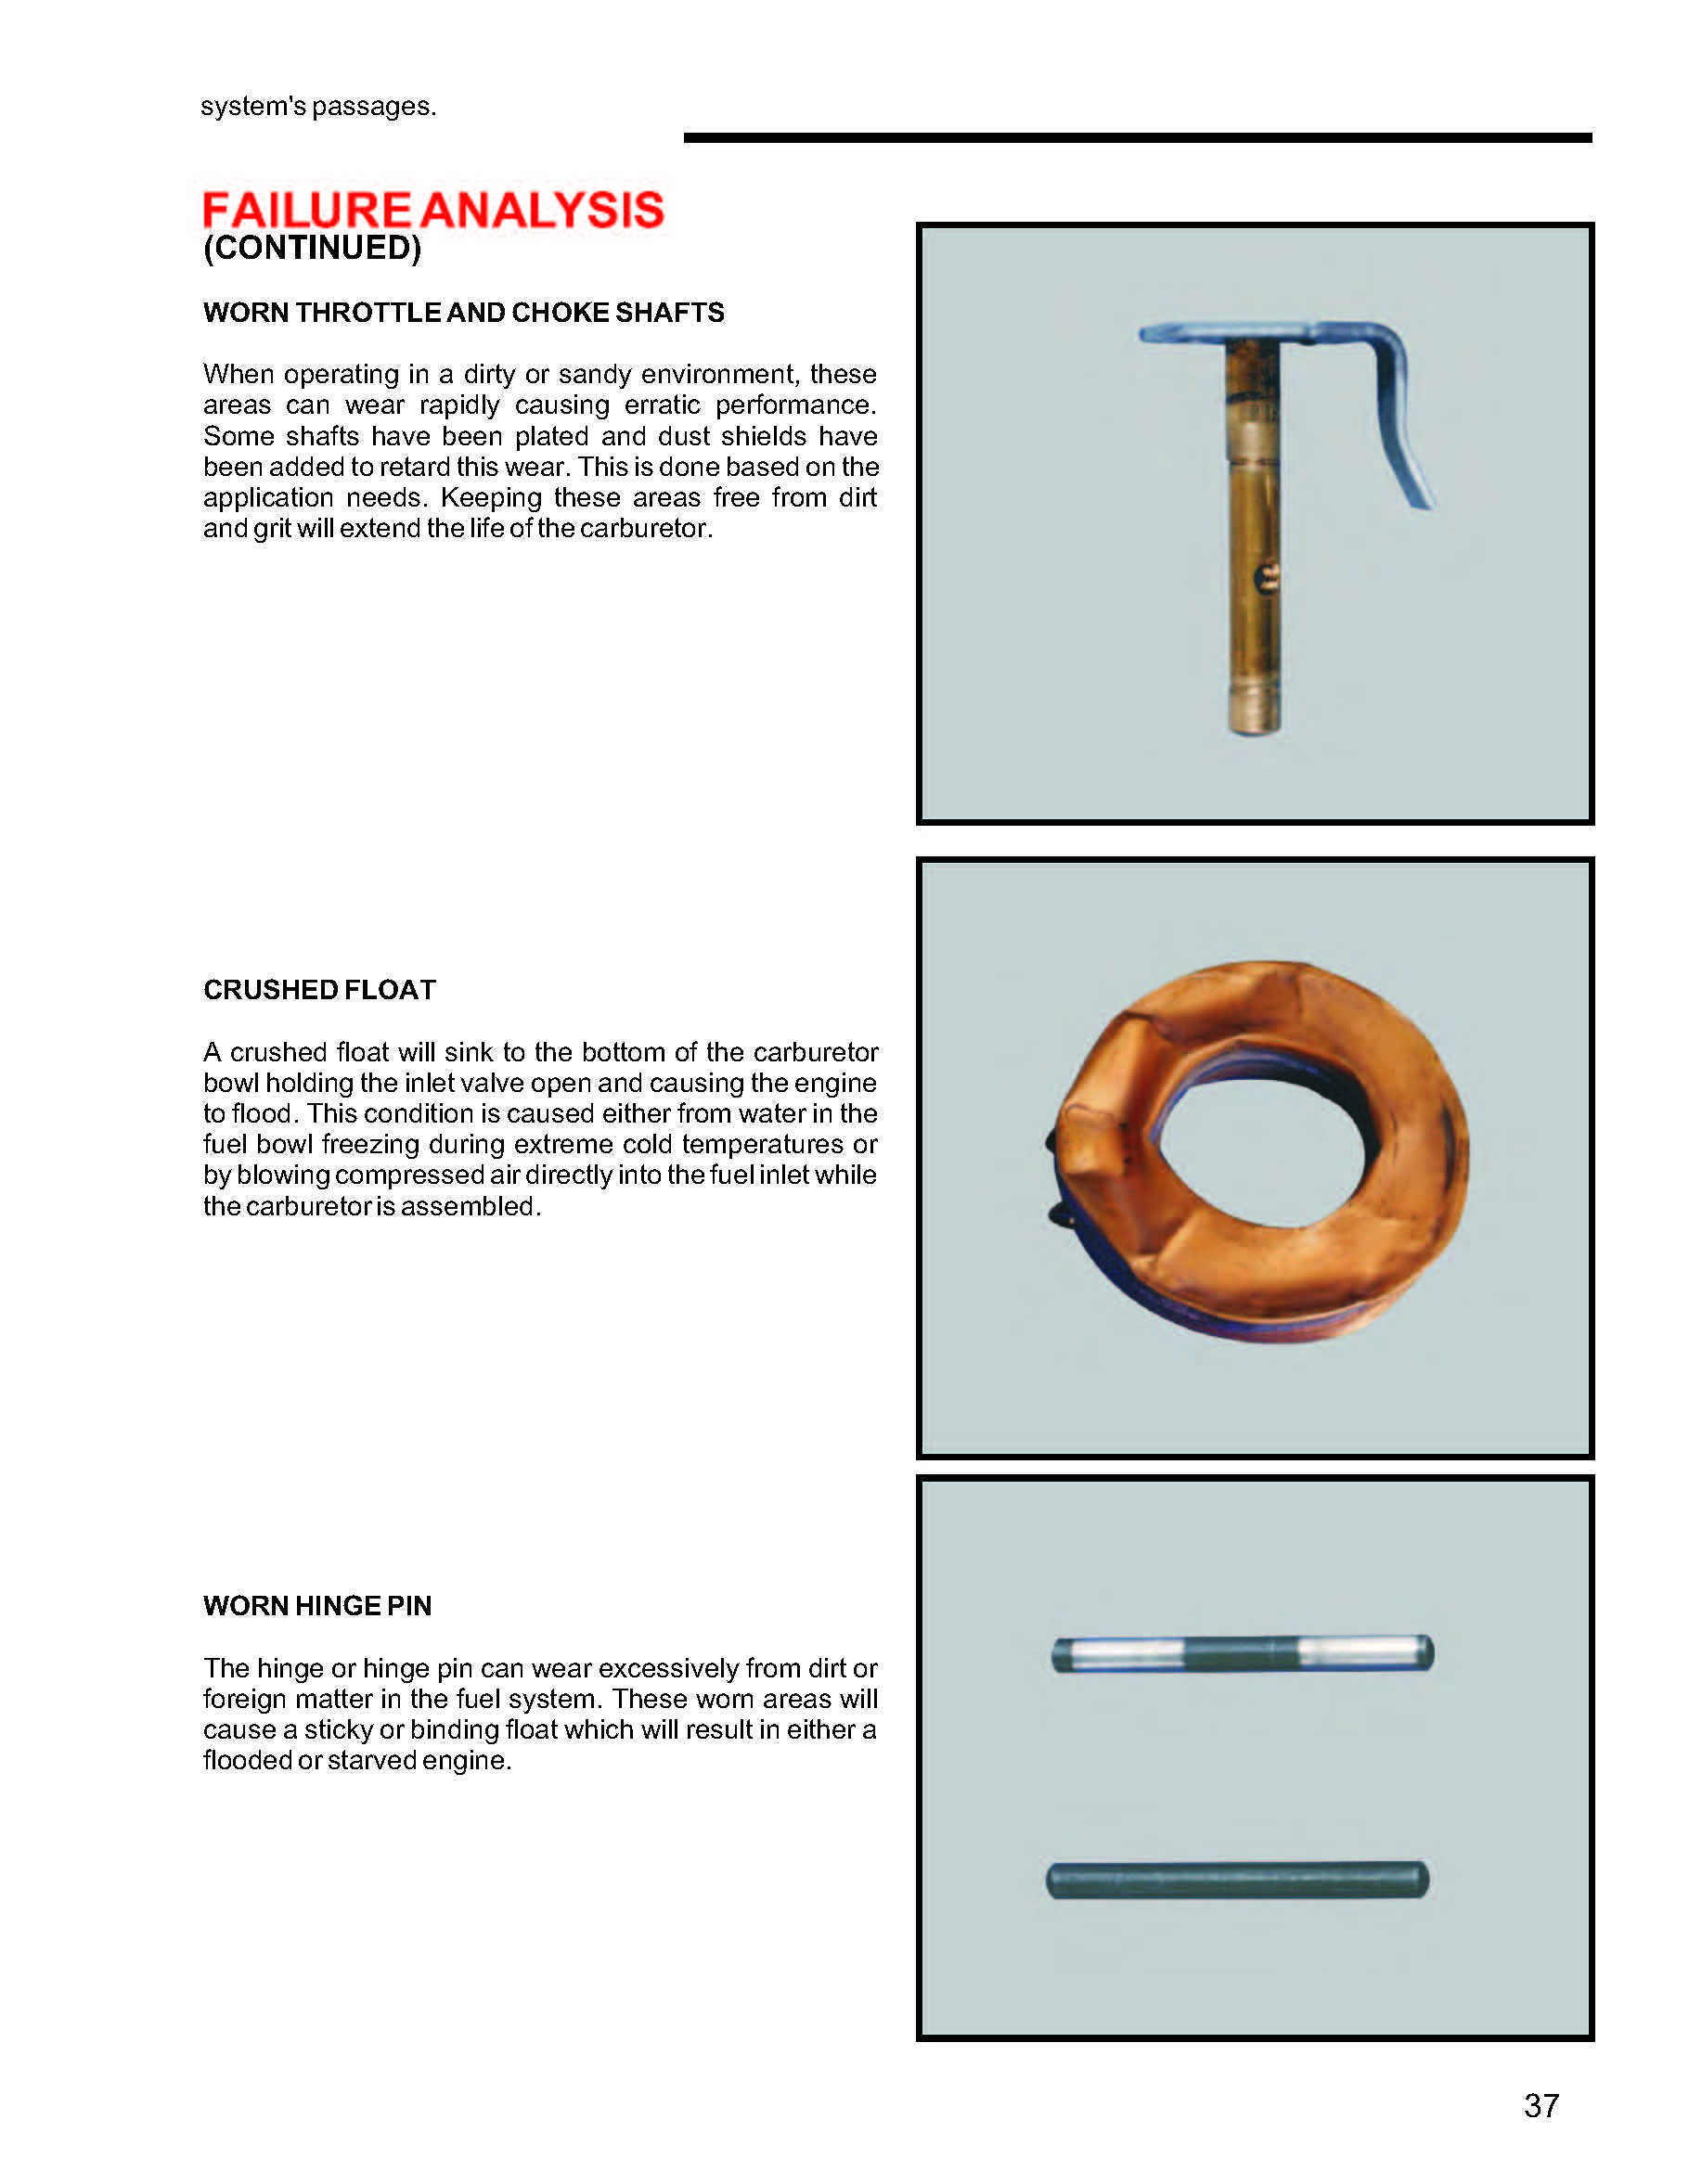 system's passages.
FAILURE ANALYSIS
(CONTINUED)
WORN THROTTLE AND CHOKE SHAFTS
When operating in a dirty or sandy environment, these
areas can wear rapidly causing erratic performance.
Some shafts have been plated and dust shields have
been added to retard this wear. This is done based on the
application needs. Keeping these areas free from dirt
and grit will extend the life of the carburetor.
CRUSHED FLOAT
A crushed float will sink to the bottom of the carburetor
bowl holding the inlet valve open and causing the engine
to flood. This condition is caused either from water in the
fuel bowl freezing during extreme cold temperatures or
by blowing compressed air directly into the fuel inlet while
the carburetor is assembled.
WORN HINGE PIN
The hinge or hinge pin can wear excessively from dirt or
foreign matter in the fuel system. These worn areas will
cause a sticky or binding float which will result in either a
flooded or starved engine.
37